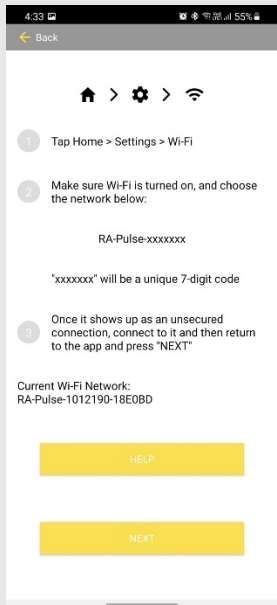 4:33
55%
Back
1
Tap Home > Settings > Wi-Fi
2
Make sure Wi-Fi is turned on, and choose
the network below:
RA-Pulse-xxxxxxx
"xxxxxxx" will be a unique 7-digit code
3
Once it shows up as an unsecured
connection, connect to it and then return
to the app and press "NEXT"
Current Wi-Fi Network:
RA-Pulse-1012190-18E0BD
HELP
NEXT